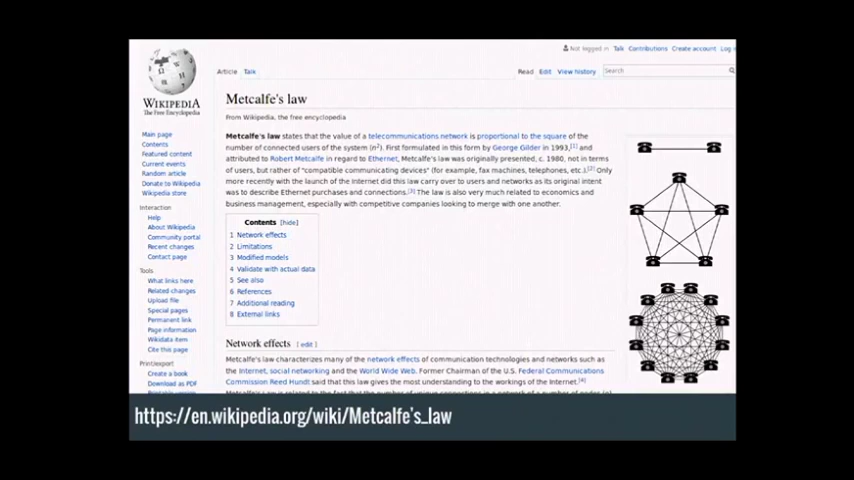 Not logged in Talk Contributions Create account Log
Article Talk
Read Edit View history
Search
WIKIPEDIA
The Free Encyclopedia
Main page
Contents
Featured content
Current events
Random article
Donate to Wikipedia
Wikipedia store
Interaction
Help
About Wikipedia
Community portal
Recent changes
Contact page
Tools
What links here
Related changes
Upload file
Special pages
Permanent link
Page information
Wikidata item
Cite this page
Print/export
Create a book
Download as PDF
Metcalfe's law
From Wikipedia, the free encyclopedia
Metcalfe's law states that the value of a telecommunications network is proportional to the square of the
number of connected users of the system (n²). First formulated in this form by George Gilder in 1993,[1] and
attributed to Robert Metcalfe in regard to Ethernet, Metcalfe's law was originally presented, c. 1980, not in terms
of users, but rather of "compatible communicating devices" (for example, fax machines, telephones, etc.).[2] Only
more recently with the launch of the Internet did this law carry over to users and networks as its original intent
was to describe Ethernet purchases and connections.[3] The law is also very much related to economics and
business management, especially with competitive companies looking to merge with one another.
Contents [hide]
1 Network effects
2 Limitations
3 Modified models
4 Validate with actual data
5 See also
6 References
7 Additional reading
8 External links
Network effects [ edit ]
Metcalfe's law characterizes many of the network effects of communication technologies and networks such as
the Internet, social networking and the World Wide Web. Former Chairman of the U.S. Federal Communications
Commission Reed Hundt said that this law gives the most understanding to the workings of the Internet.[4]
https://en.wikipedia.org/wiki/Metcalfe's_law